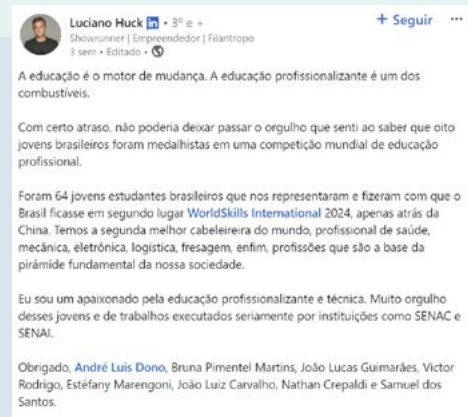 Luciano Huck in • 3º e +
+ Seguir ...
Showrunner | Empreendedor | Filantropo
3 sem • Editado •
A educação é o motor de mudança. A educação profissionalizante é um dos
combustíveis.
Com certo atraso, não poderia deixar passar o orgulho que senti ao saber que oito
jovens brasileiros foram medalhistas em uma competição mundial de educação
profissional.
Foram 64 jovens estudantes brasileiros que nos representaram e fizeram com que o
Brasil ficasse em segundo lugar WorldSkills International 2024, apenas atrás da
China. Temos a segunda melhor cabeleireira do mundo, profissional de saúde,
mecânica, eletrônica, logística, fresagem, enfim, profissões que são a base da
pirâmide fundamental da nossa sociedade.
Eu sou um apaixonado pela educação profissionalizante e técnica. Muito orgulho
desses jovens e de trabalhos executados seriamente por instituições como SENAC e
SENAI.
Obrigado, André Luis Dono, Bruna Pimentel Martins, João Lucas Guimarães, Victor
Rodrigo, Estéfany Marengoni, João Luiz Carvalho, Nathan Crepaldi e Samuel dos
Santos.